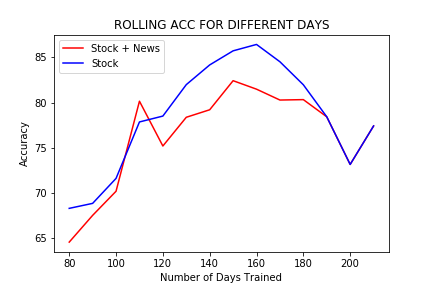 ROLLING ACC FOR DIFFERENT DAYS
Stock + News
Stock
Accuracy
85
80
75
70
65
80 100 120 140 160 180 200
Number of Days Trained